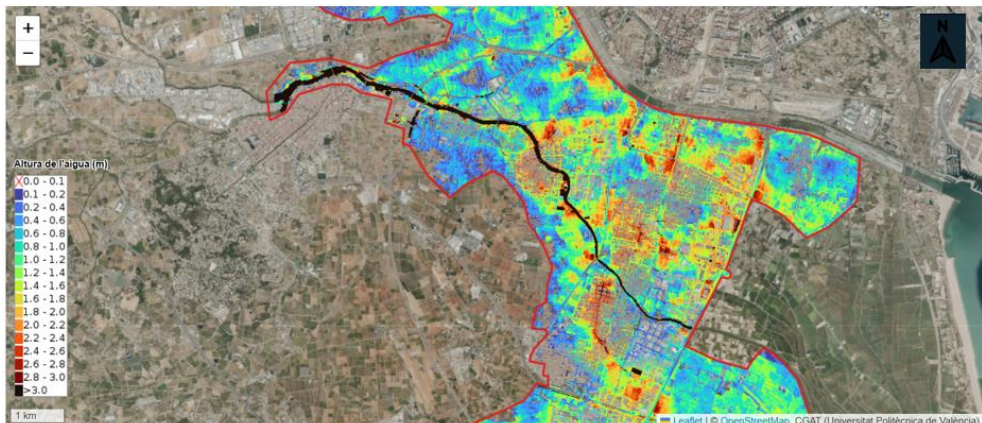 +
−
N
Altura de l'aigua (m)
0.0 - 0.1
0.1 - 0.2
0.2 - 0.4
0.4 - 0.6
0.6 - 0.8
0.8 - 1.0
1.0 - 1.2
1.2 - 1.4
1.4 - 1.6
1.6 - 1.8
1.8 - 2.0
2.0 - 2.2
2.2 - 2.4
2.4 - 2.6
2.6 - 2.8
2.8 - 3.0
>3.0
1 km
Leaflet | © OpenStreetMap, CGAT (Universitat Politècnica de València)